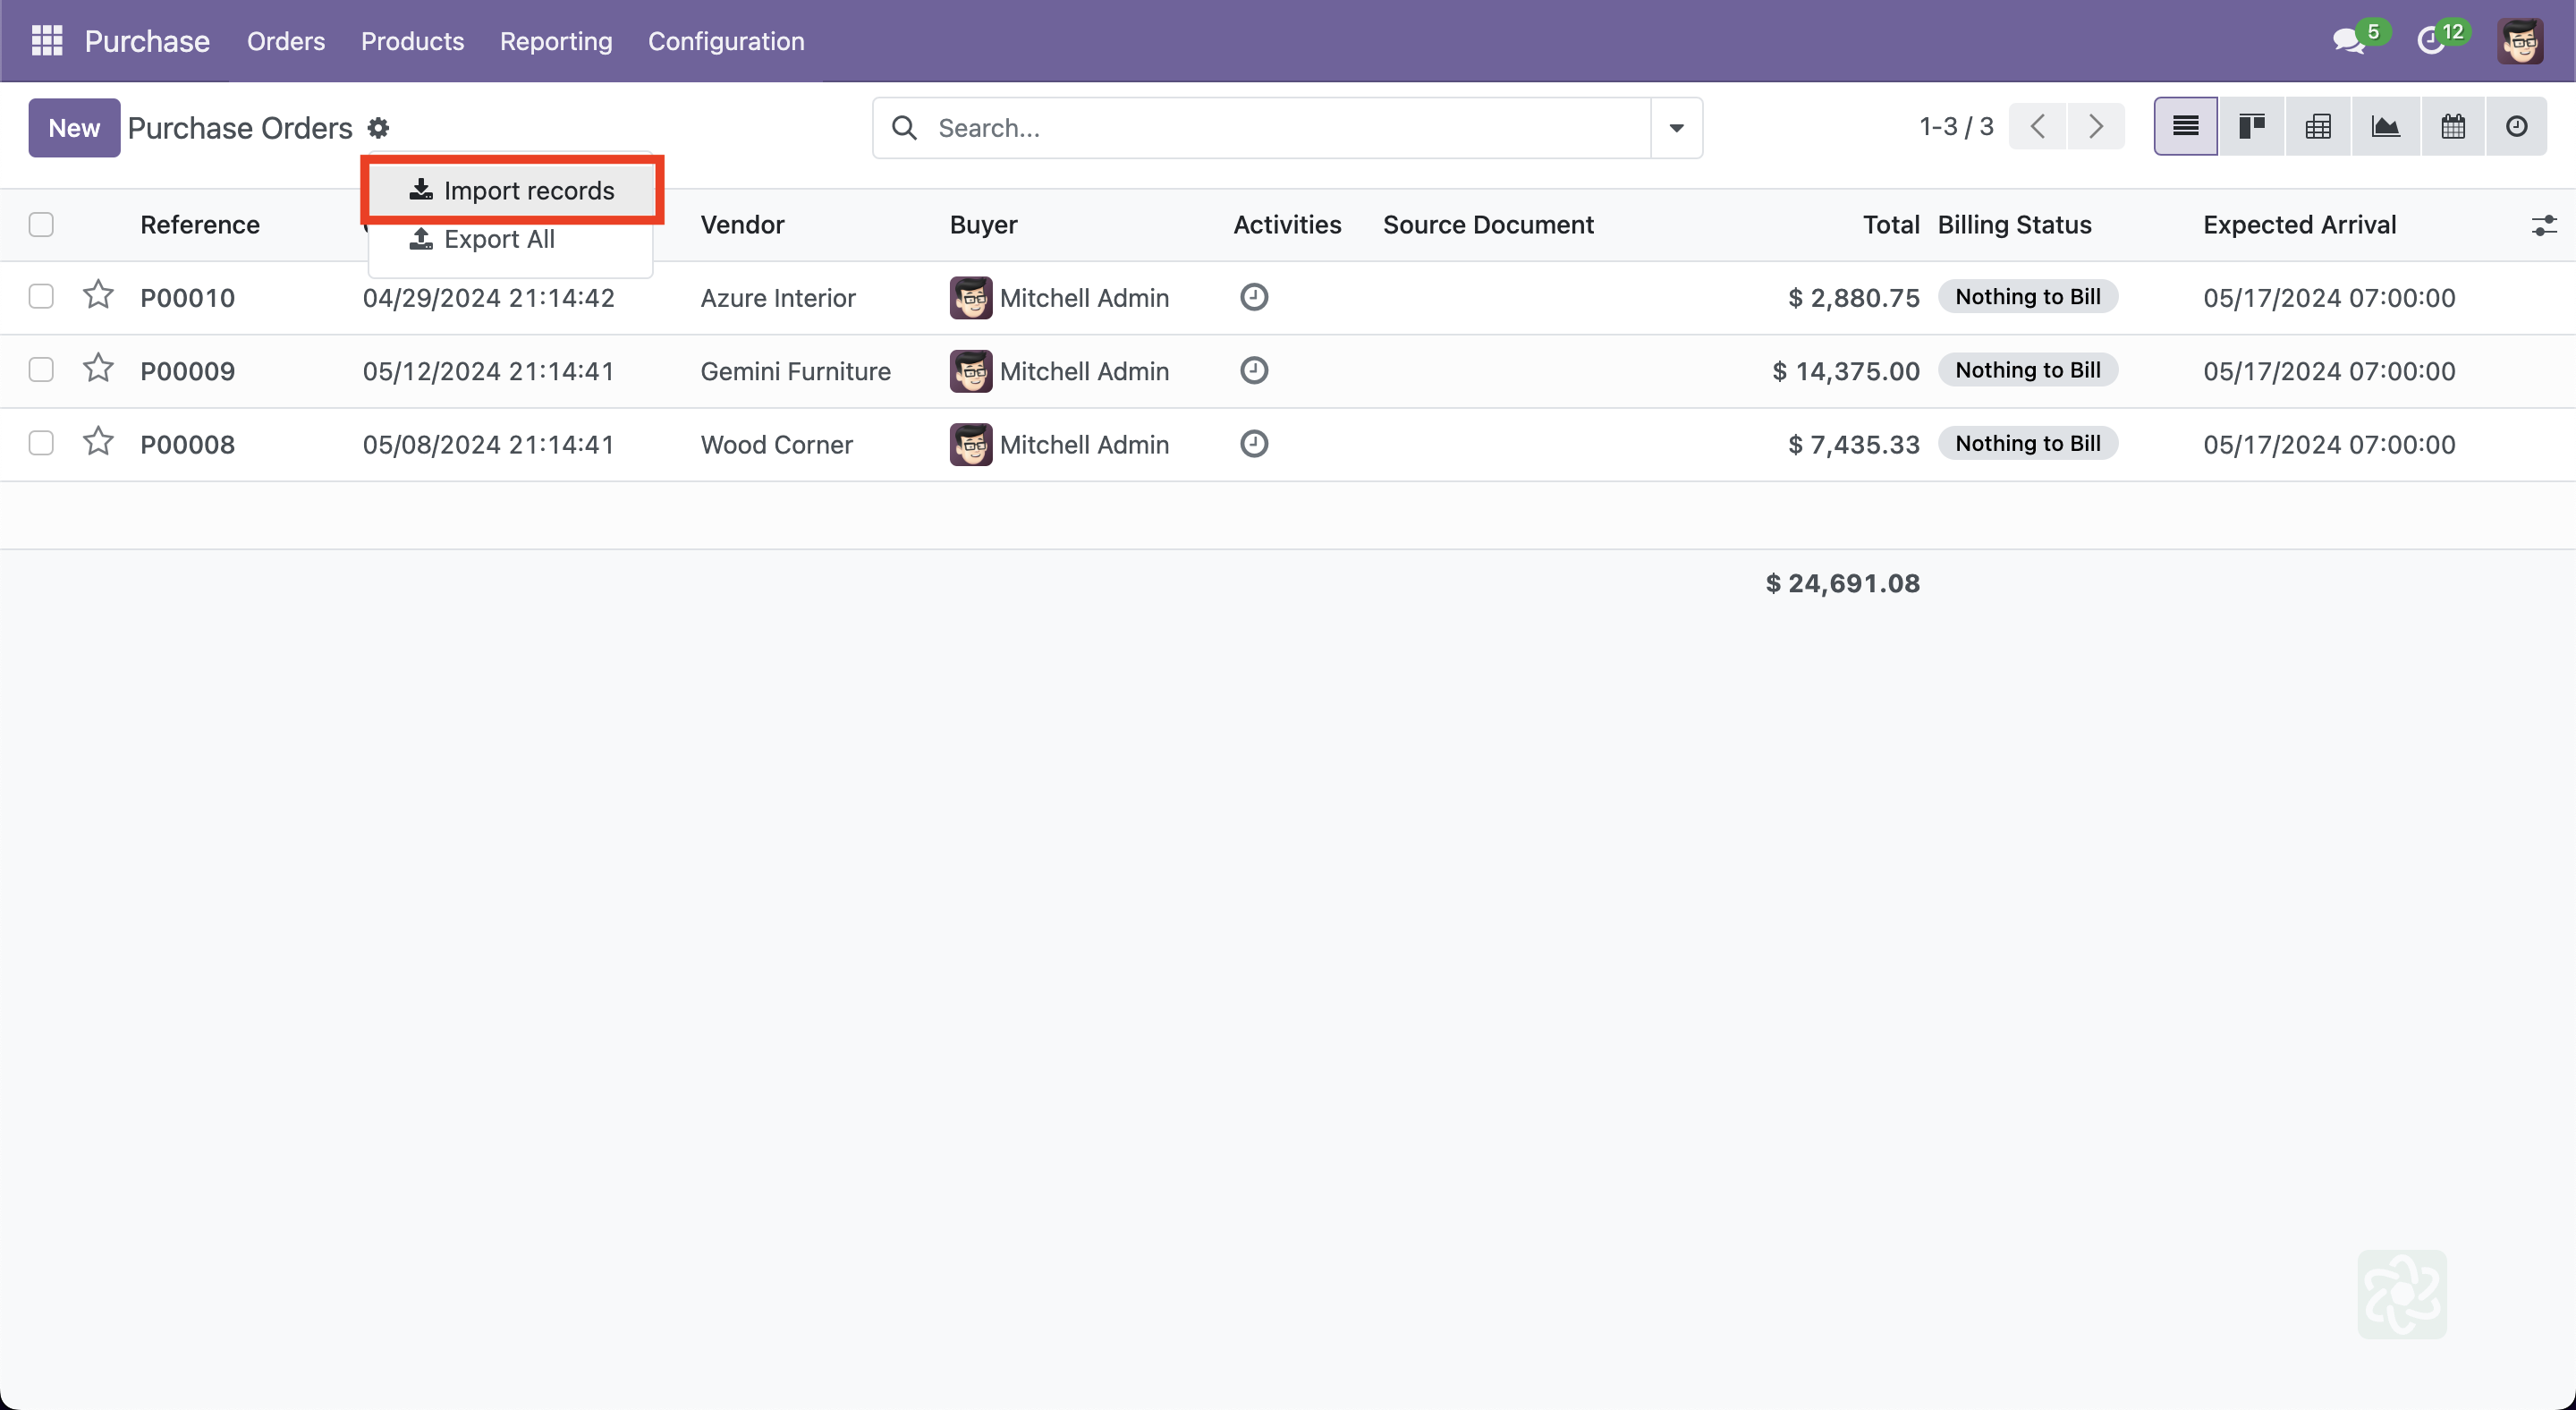 Purchase Orders Products Reporting Configuration 5 12
New Purchase Orders Search... 1-3 / 3
Import records
Export All
Reference Vendor Buyer Activities Source Document Total Billing Status Expected Arrival
P00010 04/29/2024 21:14:42 Azure Interior Mitchell Admin $ 2,880.75 Nothing to Bill 05/17/2024 07:00:00
P00009 05/12/2024 21:14:41 Gemini Furniture Mitchell Admin $ 14,375.00 Nothing to Bill 05/17/2024 07:00:00
P00008 05/08/2024 21:14:41 Wood Corner Mitchell Admin $ 7,435.33 Nothing to Bill 05/17/2024 07:00:00
$ 24,691.08